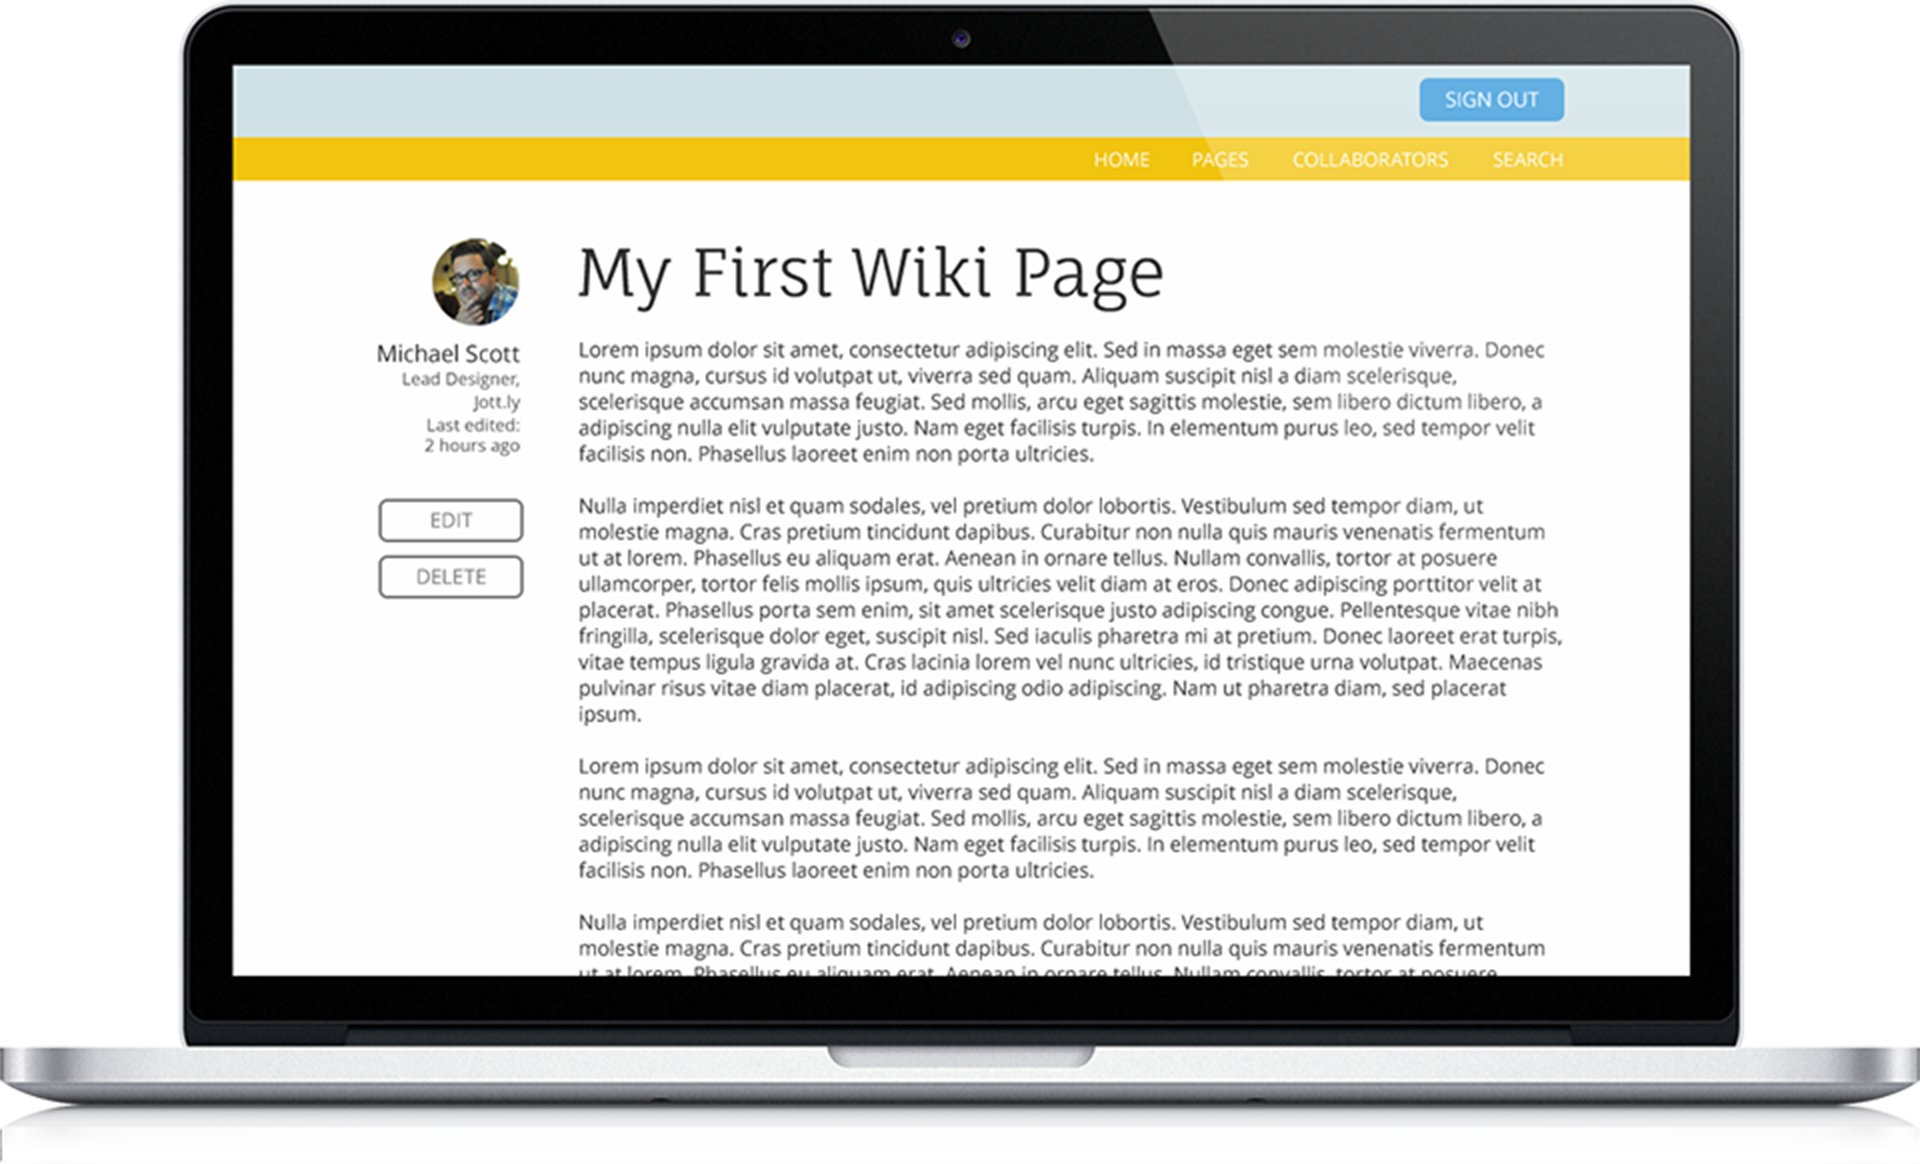 SIGN OUT
HOME PAGES COLLABORATORS SEARCH
My First Wiki Page
Michael Scott
Lead Designer,
Jott.ly
Last edited:
2 hours ago
EDIT
DELETE
Lorem ipsum dolor sit amet, consectetur adipiscing elit. Sed in massa eget sem molestie viverra. Donec
nunc magna, cursus id volutpat ut, viverra sed quam. Aliquam suscipit nisl a diam scelerisque,
scelerisque accumsan massa feugiat. Sed mollis, arcu eget sagittis molestie, sem libero dictum libero, a
adipiscing nulla elit vulputate justo. Nam eget facilisis turpis. In elementum purus leo, sed tempor velit
facilisis non. Phasellus laoreet enim non porta ultricies.
Nulla imperdiet nisl et quam sodales, vel pretium dolor lobortis. Vestibulum sed tempor diam, ut
molestie magna. Cras pretium tincidunt dapibus. Curabitur non nulla quis mauris venenatis fermentum
ut at lorem. Phasellus eu aliquam erat. Aenean in ornare tellus. Nullam convallis, tortor at posuere
ullamcorper, tortor felis mollis ipsum, quis ultricies velit diam at eros. Donec adipiscing porttitor velit at
placerat. Phasellus porta sem enim, sit amet scelerisque justo adipiscing congue. Pellentesque vitae nibh
fringilla, scelerisque dolor eget, suscipit nisl. Sed iaculis pharetra mi at pretium. Donec laoreet erat turpis,
vitae tempus ligula gravida at. Cras lacinia lorem vel nunc ultricies, id tristique urna volutpat. Maecenas
pulvinar risus vitae diam placerat, id adipiscing odio adipiscing. Nam ut pharetra diam, sed placerat
ipsum.
Lorem ipsum dolor sit amet, consectetur adipiscing elit. Sed in massa eget sem molestie viverra. Donec
nunc magna, cursus id volutpat ut, viverra sed quam. Aliquam suscipit nisl a diam scelerisque,
scelerisque accumsan massa feugiat. Sed mollis, arcu eget sagittis molestie, sem libero dictum libero, a
adipiscing nulla elit vulputate justo. Nam eget facilisis turpis. In elementum purus leo, sed tempor velit
facilisis non. Phasellus laoreet enim non porta ultricies.
Nulla imperdiet nisl et quam sodales, vel pretium dolor lobortis. Vestibulum sed tempor diam, ut
molestie magna. Cras pretium tincidunt dapibus. Curabitur non nulla quis mauris venenatis fermentum
ut at lorem. Phasellus eu aliquam erat. Aenean in ornare tellus. Nullam convallis, tortor at posuere